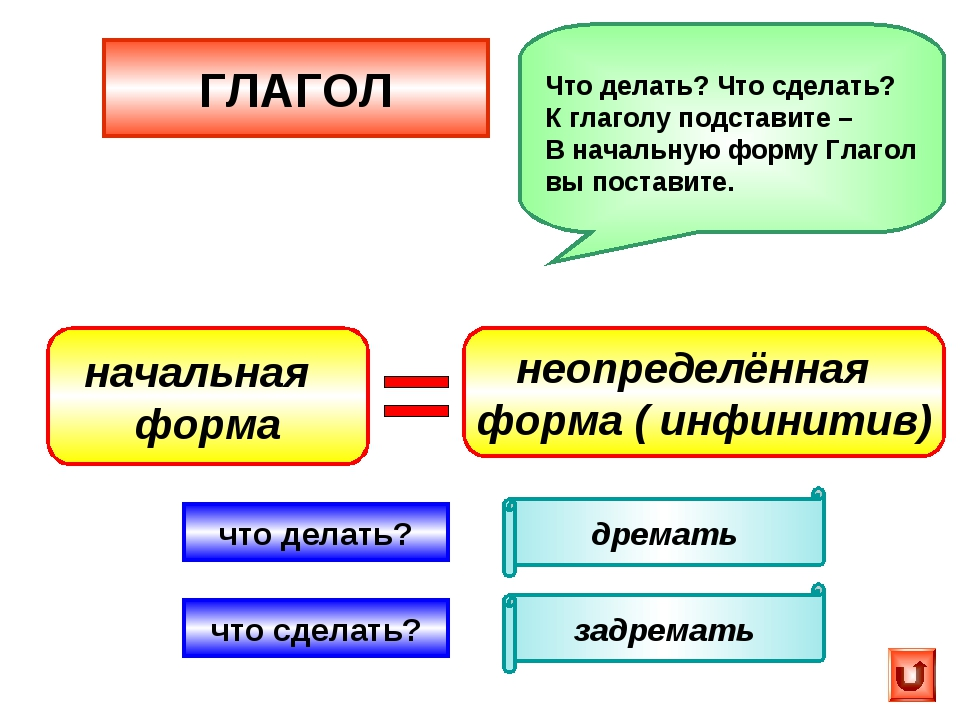 ГЛАГОЛ
Что делать? Что сделать?
К глаголу подставите –
В начальную форму Глагол
вы поставите.
начальная
форма
неопределённая
форма ( инфинитив)
что делать?
дремать
что сделать?
задремать